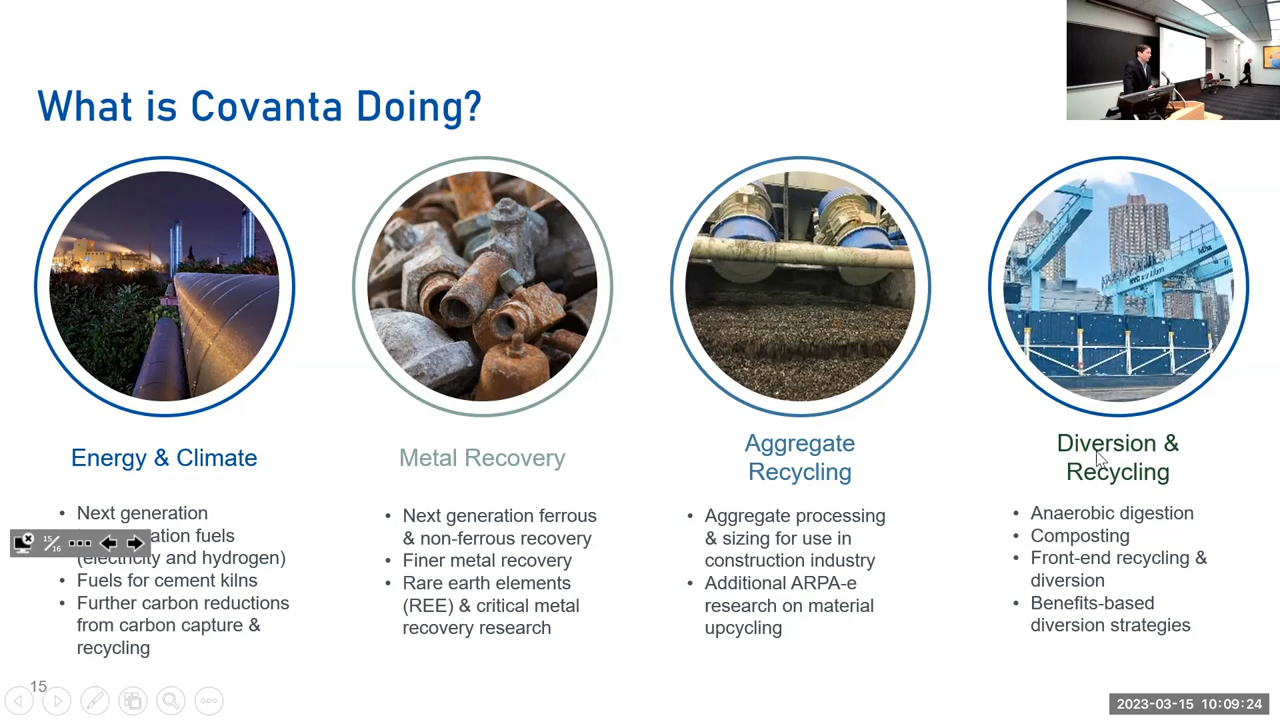 What is Covanta Doing?
Energy & Climate
• Next generation
ation fuels
(electricity and hydrogen)
• Fuels for cement kilns
• Further carbon reductions
from carbon capture &
recycling
Metal Recovery
• Next generation ferrous
& non-ferrous recovery
• Finer metal recovery
• Rare earth elements
(REE) & critical metal
recovery research
Aggregate
Recycling
• Aggregate processing
& sizing for use in
construction industry
• Additional ARPA-e
research on material
upcycling
Diversion &
Recycling
• Anaerobic digestion
• Composting
• Front-end recycling &
diversion
• Benefits-based
diversion strategies
15/16
15
2023-03-15 10:09:24